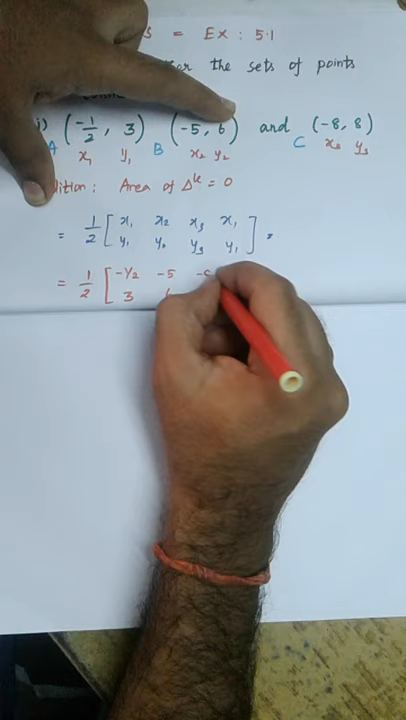 = Ex : 5.1
the sets of points
(-1/2, 3) (-5, 6) and (-8, 8)
A x₁ y₁ B x₂ y₂ C x₃ y₃
Area of Δˡᵉ = 0
= 1/2 [ x₁ x₂ x₃ x₁
y₁ y₂ y₃ y₁ ]
= 1/2 [ -1/2 -5
3